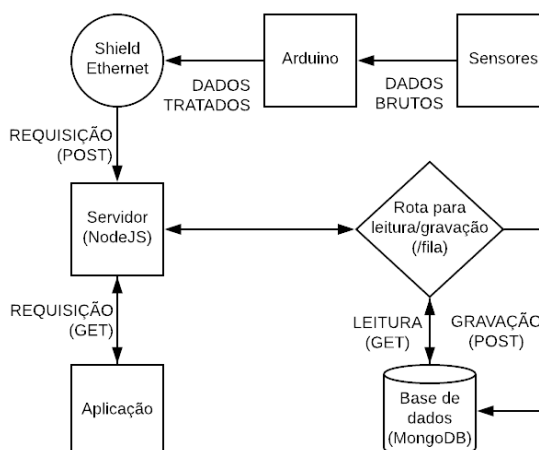 Shield
Ethernet
Arduino
Sensores
DADOS
TRATADOS
DADOS
BRUTOS
REQUISIÇÃO
(POST)
Servidor
(NodeJS)
Rota para
leitura/gravação
(/fila)
REQUISIÇÃO
(GET)
LEITURA
(GET)
GRAVAÇÃO
(POST)
Aplicação
Base de
dados
(MongoDB)